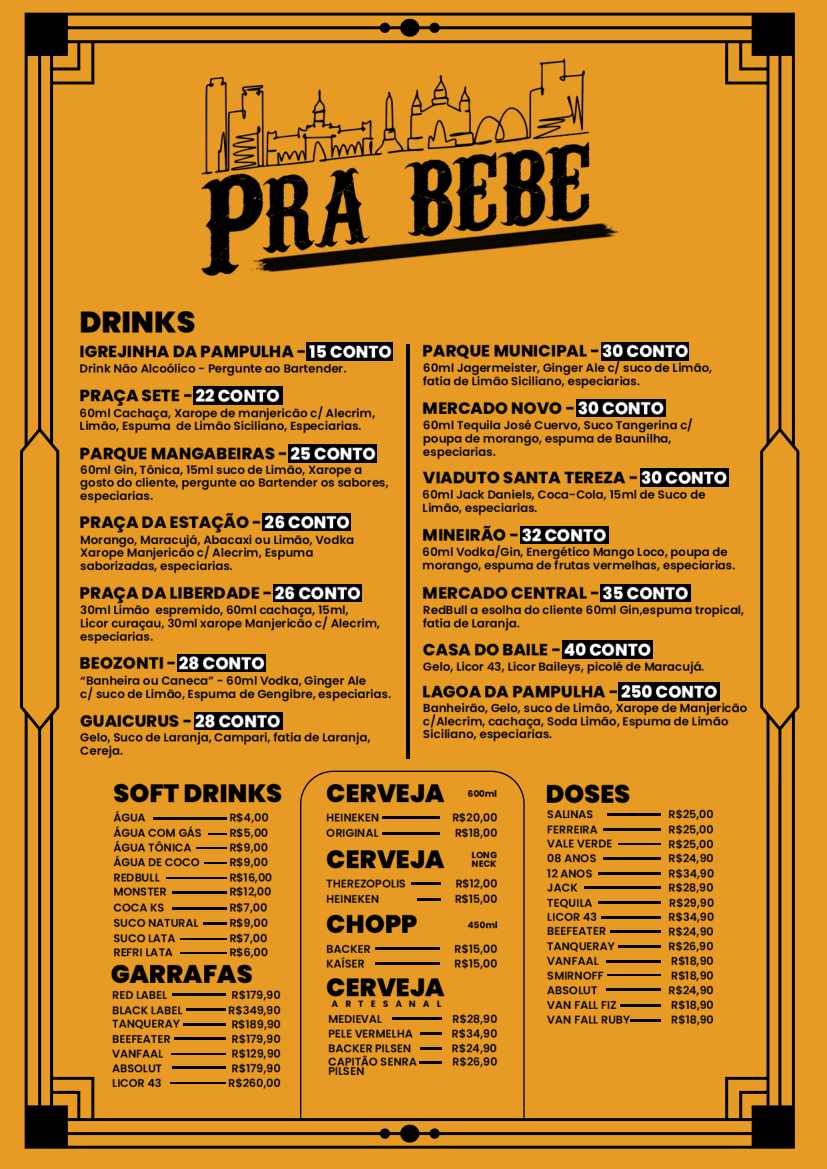 PRA BEBE
DRINKS
IGREJINHA DA PAMPULHA - 15 CONTO
Drink Não Alcoólico - Pergunte ao Bartender.
PRAÇA SETE - 22 CONTO
60ml Cachaça, Xarope de manjericão c/ Alecrim,
Limão, Espuma de Limão Siciliano, Especiarias.
PARQUE MANGABEIRAS - 25 CONTO
60ml Gin, Tônica, 15ml suco de Limão, Xarope a
gosto do cliente, pergunte ao Bartender os sabores,
especiarias.
PRAÇA DA ESTAÇÃO - 26 CONTO
Morango, Maracujá, Abacaxi ou Limão, Vodka
Xarope Manjericão c/ Alecrim, Espuma
saborizadas, especiarias.
PRAÇA DA LIBERDADE - 26 CONTO
30ml Limão espremido, 60ml cachaça, 15ml,
Licor curaçau, 30ml xarope Manjericão c/ Alecrim,
especiarias.
BEOZONTI - 28 CONTO
“Banheira ou Caneca” - 60ml Vodka, Ginger Ale
c/ suco de Limão, Espuma de Gengibre, especiarias.
GUAICURUS - 28 CONTO
Gelo, Suco de Laranja, Campari, fatia de Laranja,
Cereja.
PARQUE MUNICIPAL - 30 CONTO
60ml Jagermeister, Ginger Ale c/ suco de Limão,
fatia de Limão Siciliano, especiarias.
MERCADO NOVO - 30 CONTO
60ml Tequila José Cuervo, Suco Tangerina c/
poupa de morango, espuma de Baunilha,
especiarias.
VIADUTO SANTA TEREZA - 30 CONTO
60ml Jack Daniels, Coca-Cola, 15ml de Suco de
Limão, especiarias.
MINEIRÃO - 32 CONTO
60ml Vodka/Gin, Energético Mango Loco, poupa de
morango, espuma de frutas vermelhas, especiarias.
MERCADO CENTRAL - 35 CONTO
RedBull a esolha do cliente 60ml Gin,espuma tropical,
fatia de Laranja.
CASA DO BAILE - 40 CONTO
Gelo, Licor 43, Licor Baileys, picolé de Maracujá.
LAGOA DA PAMPULHA - 250 CONTO
Banheirão, Gelo, suco de Limão, Xarope de Manjericão
c/Alecrim, cachaça, Soda Limão, Espuma de Limão
Siciliano, especiarias.
SOFT DRINKS
ÁGUA R$4,00
ÁGUA COM GÁS R$5,00
ÁGUA TÔNICA R$9,00
ÁGUA DE COCO R$9,00
REDBULL R$16,00
MONSTER R$12,00
COCA KS R$7,00
SUCO NATURAL R$9,00
SUCO LATA R$7,00
REFRI LATA R$6,00
GARRAFAS
RED LABEL R$179,90
BLACK LABEL R$349,90
TANQUERAY R$189,90
BEEFEATER R$179,90
VANFAAL R$129,90
ABSOLUT R$179,90
LICOR 43 R$260,00
CERVEJA 600ml
HEINEKEN R$20,00
ORIGINAL R$18,00
CERVEJA LONG
NECK
THEREZOPOLIS R$12,00
HEINEKEN R$15,00
CHOPP 450ml
BACKER R$15,00
KAÍSER R$15,00
CERVEJA
ARTESANAL
MEDIEVAL R$28,90
PELE VERMELHA R$34,90
BACKER PILSEN R$24,90
CAPITÃO SENRA R$26,90
PILSEN
DOSES
SALINAS R$25,00
FERREIRA R$25,00
VALE VERDE R$25,00
08 ANOS R$24,90
12 ANOS R$34,90
JACK R$28,90
TEQUILA R$29,90
LICOR 43 R$34,90
BEEFEATER R$24,90
TANQUERAY R$26,90
VANFAAL R$18,90
SMIRNOFF R$18,90
ABSOLUT R$24,90
VAN FALL FIZ R$18,90
VAN FALL RUBY R$18,90